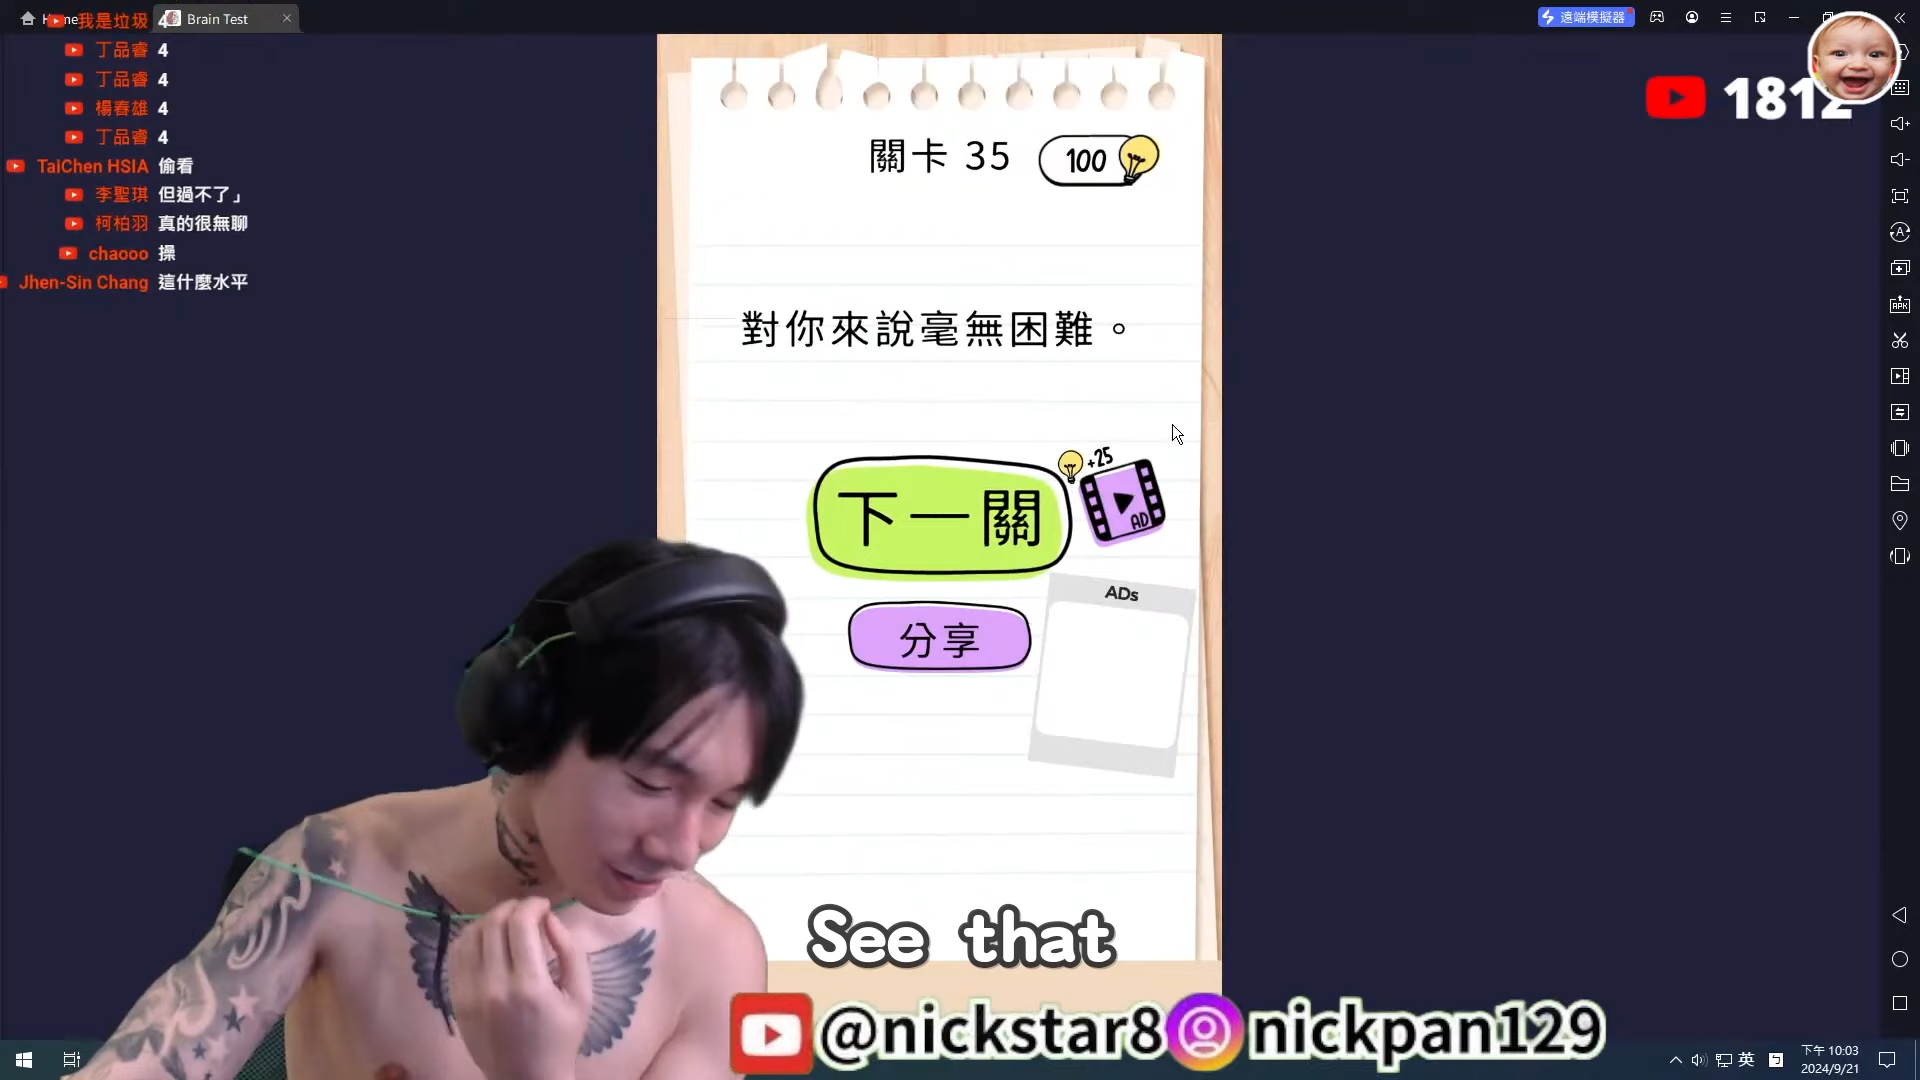 Home
Brain Test
遠端模擬器
我是垃圾 4
丁品睿 4
丁品睿 4
楊春雄 4
丁品睿 4
TaiChen HSIA 偷看
李聖琪 但過不了」
柯柏羽 真的很無聊
chaooo 操
Jhen-Sin Chang 這什麼水平
1812
關卡 35
100
對你來說毫無困難。
+25
AD
下一關
ADs
分享
See that
@nickstar8
nickpan129
英
下午 10:03
2024/9/21